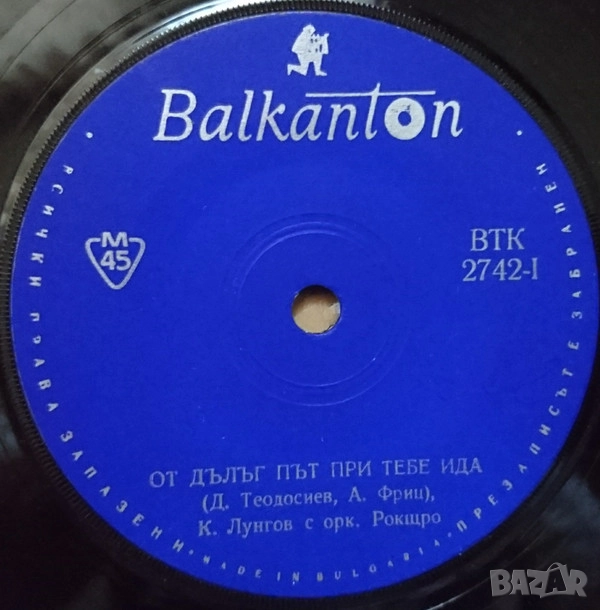 Balkanton
М
45
ВТК
2742-I
ОТ ДЪЛЪГ ПЪТ ПРИ ТЕБЕ ИДА
(Д. Теодосиев, А. Фриц),
К. Лунгов с орк. Рокщро
• ВСИЧКИ ПРАВА ЗАПАЗЕНИ • MADE IN BULGARIA • ПРЕЗАПИСЪТ Е ЗАБРАНЕН •
BAZAR